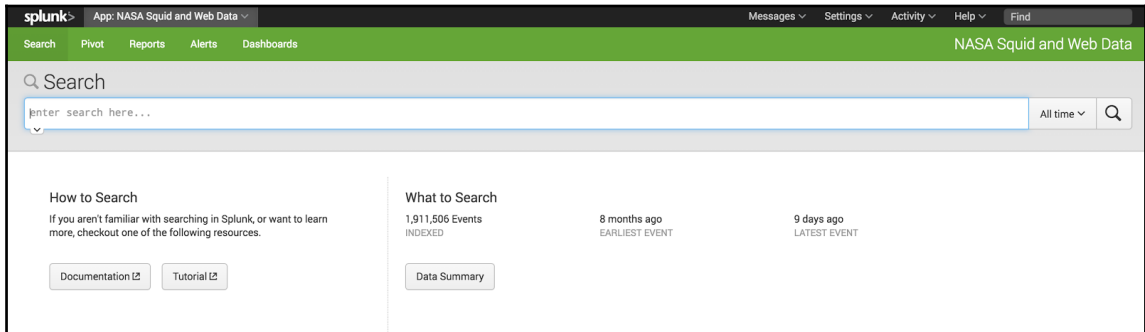 splunk> App: NASA Squid and Web Data Messages Settings Activity Help Find
Search Pivot Reports Alerts Dashboards NASA Squid and Web Data
Search
enter search here... All time
How to Search
If you aren't familiar with searching in Splunk, or want to learn
more, checkout one of the following resources.
Documentation Tutorial
What to Search
1,911,506 Events 8 months ago 9 days ago
INDEXED EARLIEST EVENT LATEST EVENT
Data Summary